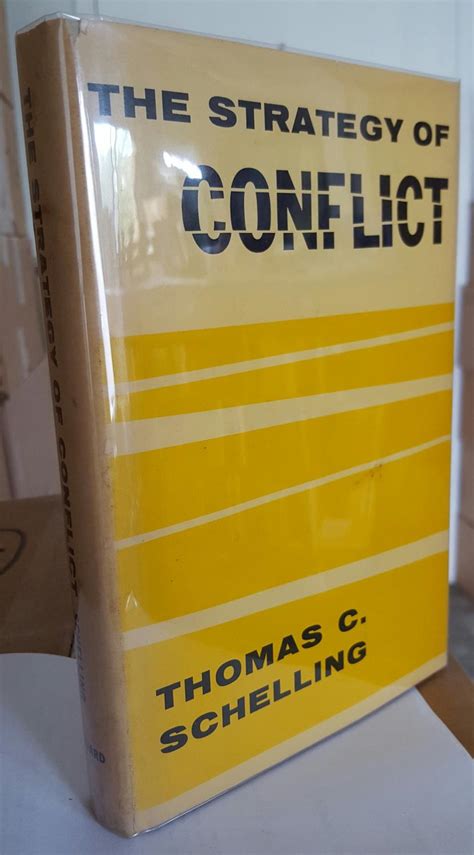 THE STRATEGY OF
CONFLICT
THOMAS C.
SCHELLING
THE STRATEGY OF CONFLICT